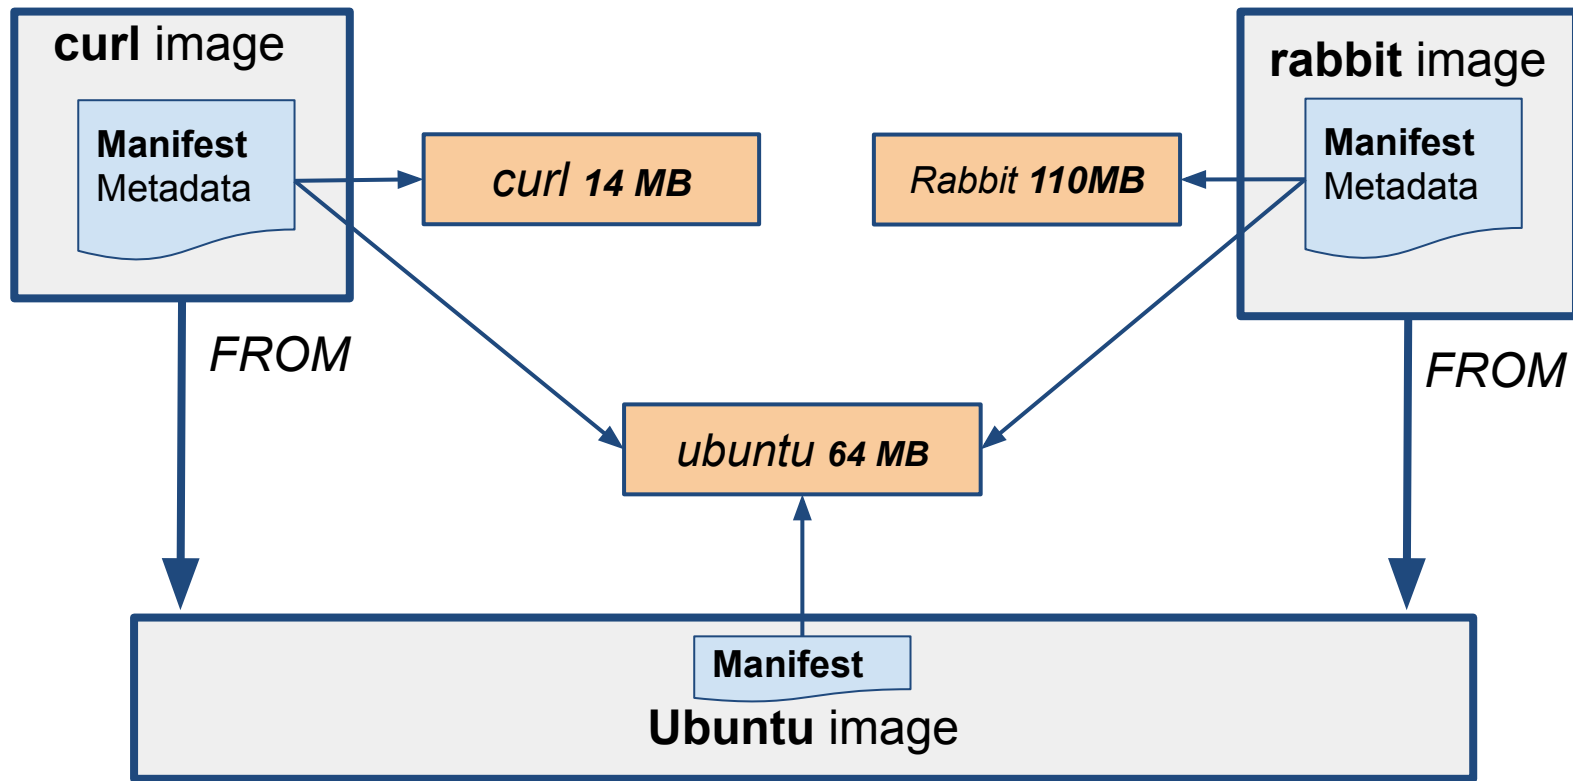 curl image
Manifest
Metadata
curl 14 MB
FROM
rabbit image
Manifest
Metadata
Rabbit 110MB
FROM
ubuntu 64 MB
Manifest
Ubuntu image